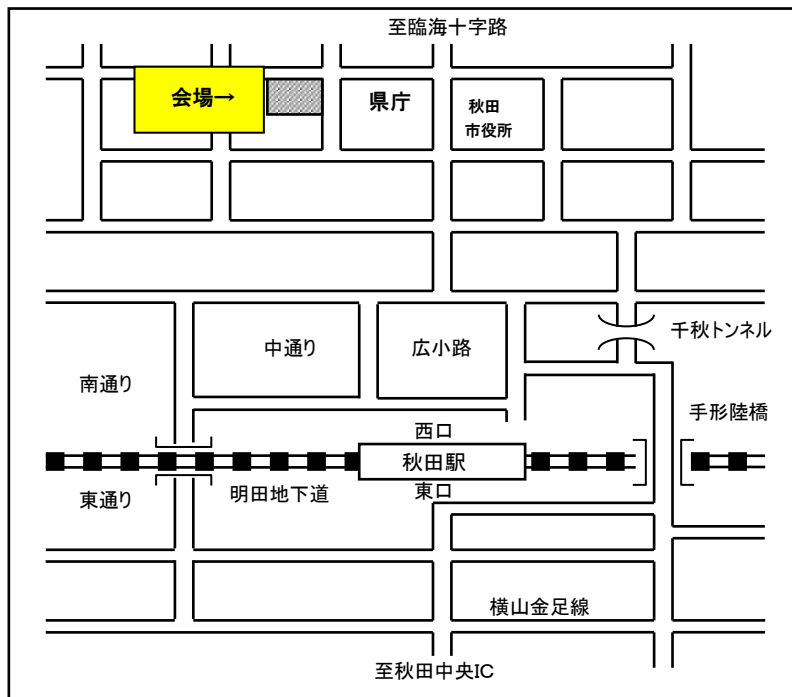 至臨海十字路
会場→
県庁
秋田
市役所
千秋トンネル
中通り
広小路
南通り
手形陸橋
西口
秋田駅
東口
東通り
明田地下道
横山金足線
至秋田中央IC